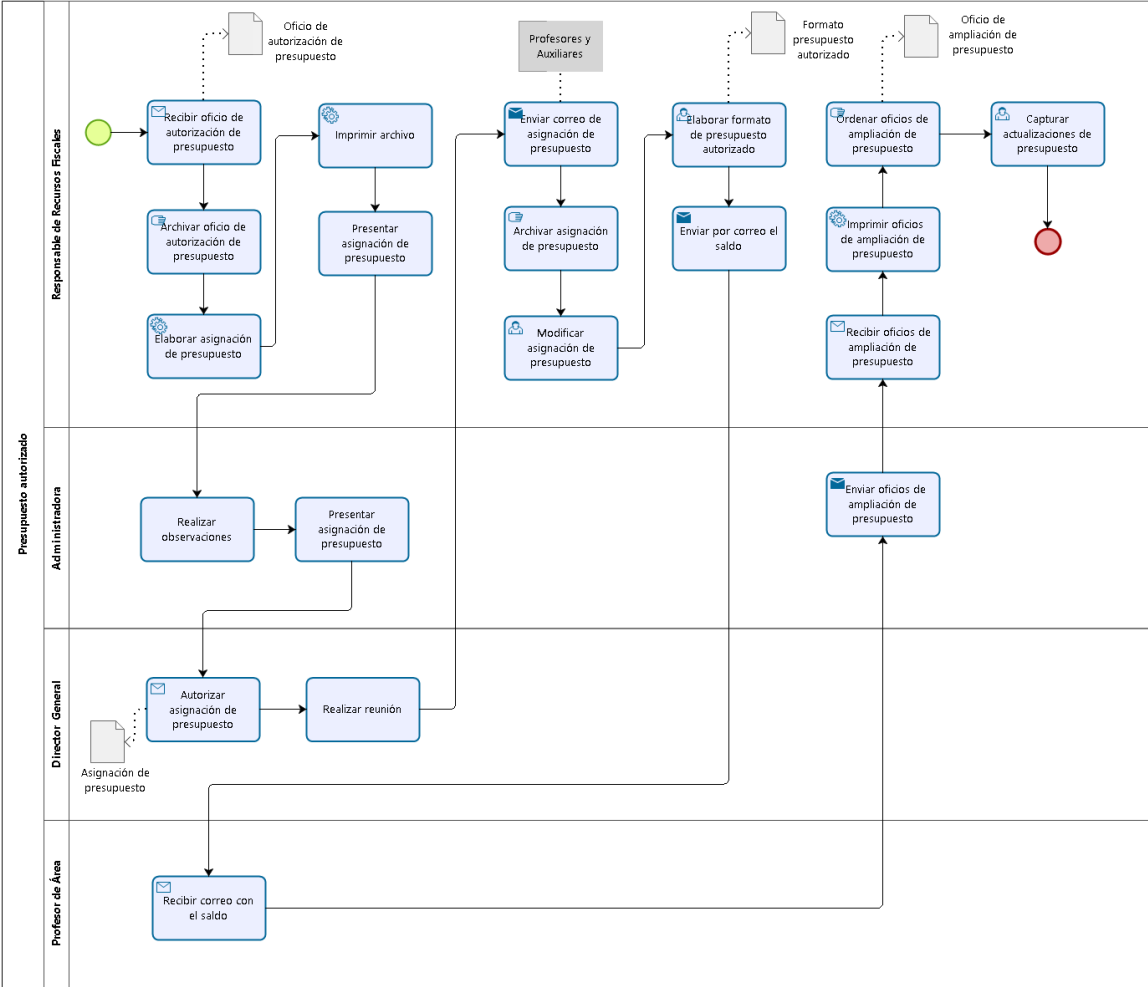 Presupuesto autorizado
Responsable de Recursos Fiscales
Oficio de
autorización de
presupuesto
Profesores y
Auxiliares
Formato
presupuesto
autorizado
Oficio de
ampliación de
presupuesto
Recibir oficio de
autorización de
presupuesto
Imprimir archivo
Enviar correo de
asignación de
presupuesto
Elaborar formato
de presupuesto
autorizado
Ordenar oficios de
ampliación de
presupuesto
Capturar
actualizaciones de
presupuesto
Archivar oficio de
autorización de
presupuesto
Presentar
asignación de
presupuesto
Archivar asignación
de presupuesto
Enviar por correo el
saldo
Imprimir oficios
de ampliación de
presupuesto
Elaborar asignación
de presupuesto
Modificar
asignación de
presupuesto
Recibir oficios de
ampliación de
presupuesto
Administradora
Realizar
observaciones
Presentar
asignación de
presupuesto
Enviar oficios de
ampliación de
presupuesto
Director General
Autorizar
asignación de
presupuesto
Realizar reunión
Asignación de
presupuesto
Profesor de Área
Recibir correo con
el saldo